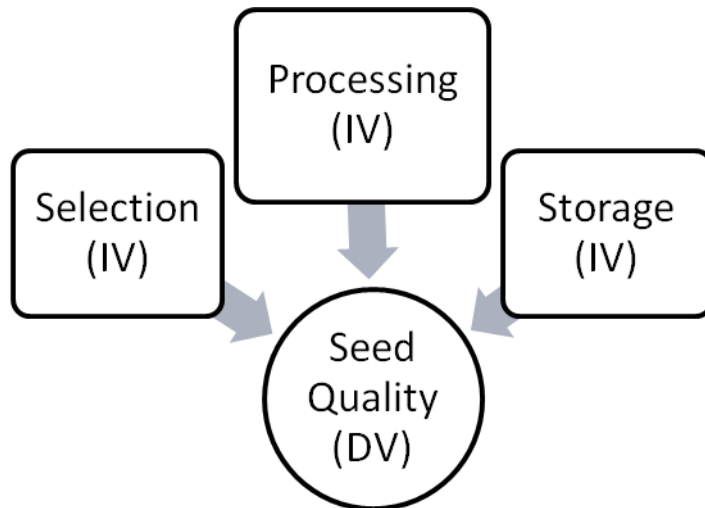 Processing
(IV)
Selection
(IV)
Storage
(IV)
Seed
Quality
(DV)